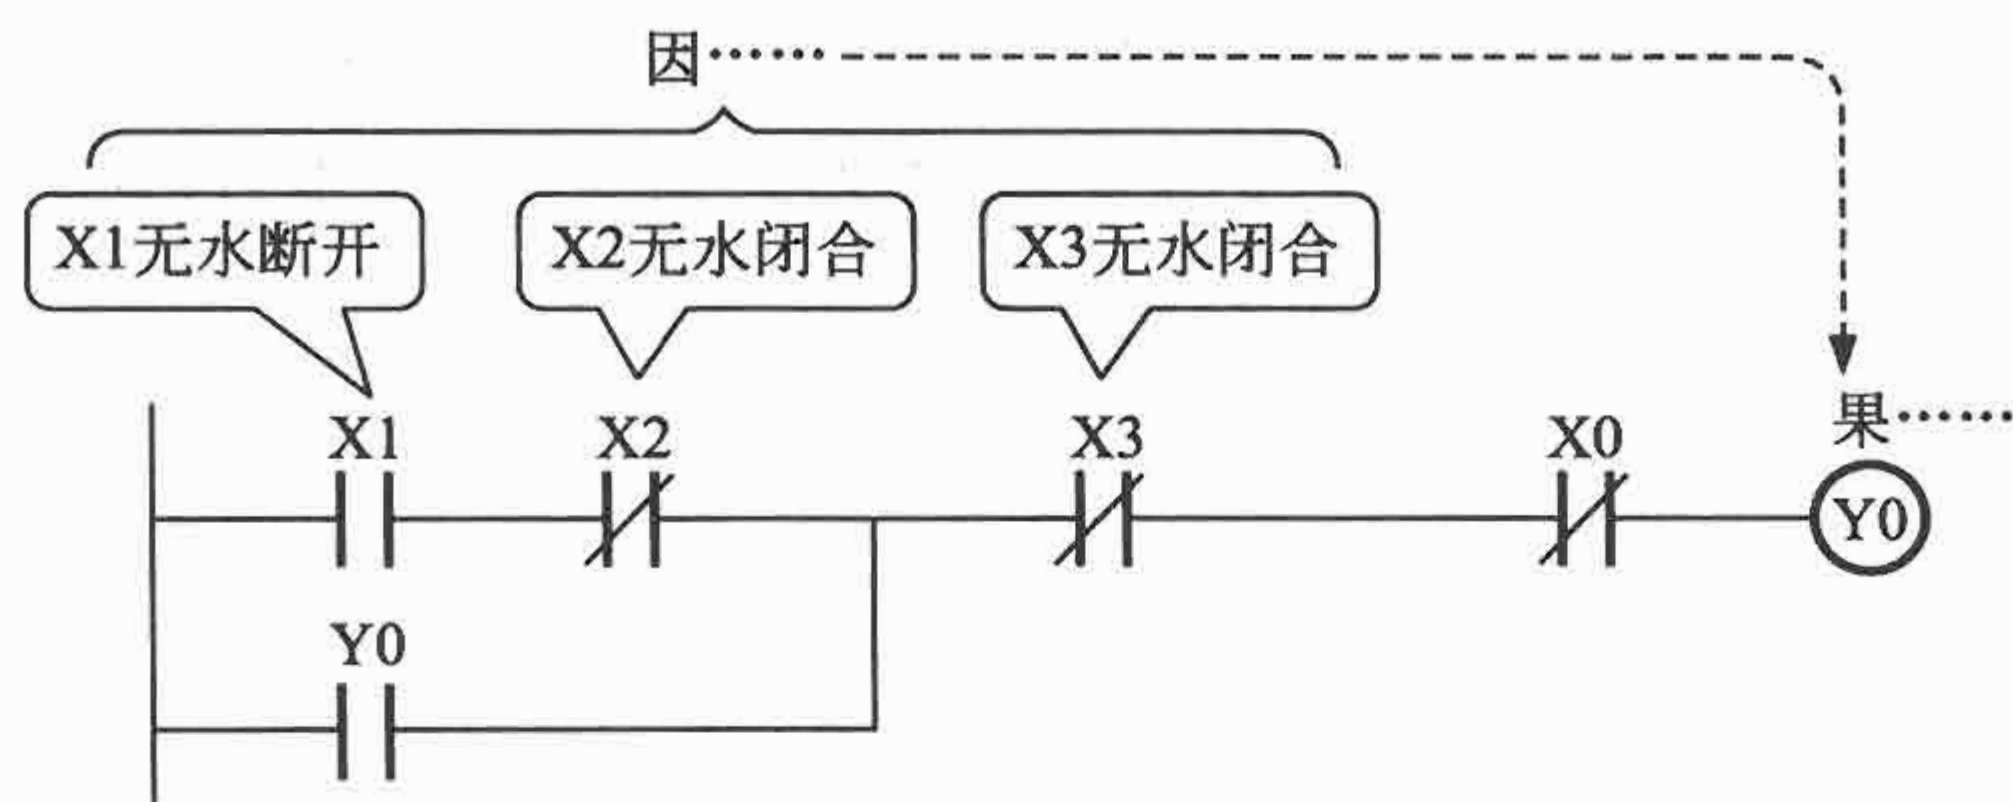 因……
X1无水断开 X2无水闭合 X3无水闭合
果……
X1 X2 X3 X0
Y0
Y0